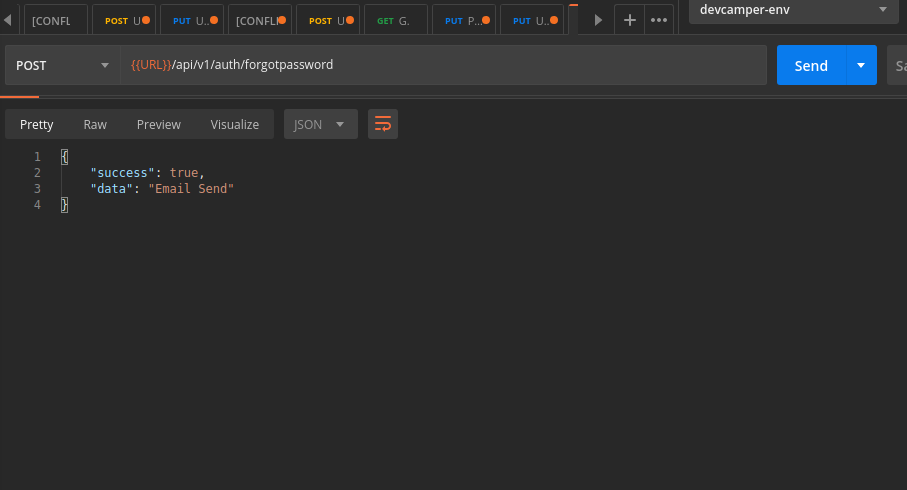 [CONFL POST U PUT U.. [CONFLI POST U GET G. PUT P... PUT U.. devcamper-env
POST {{URL}}/api/v1/auth/forgotpassword Send Sa
Pretty Raw Preview Visualize JSON
1 {
2 "success": true,
3 "data": "Email Send"
4 }